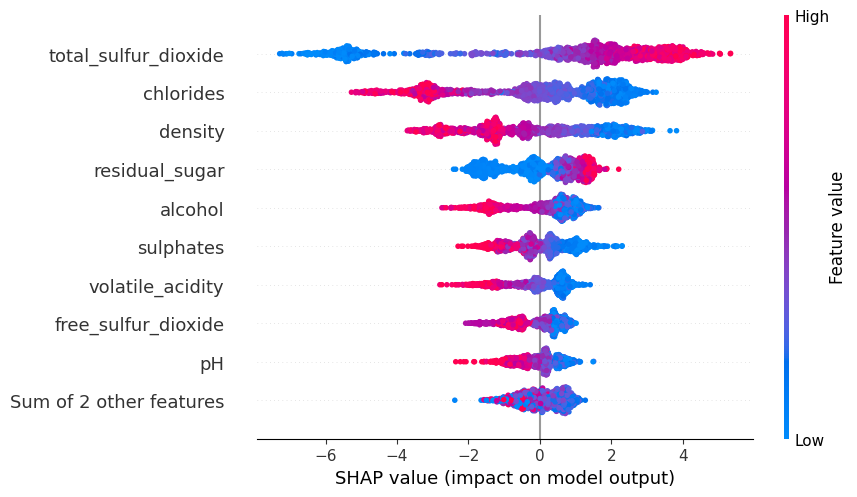 High
total_sulfur_dioxide
chlorides
density
residual_sugar
alcohol
sulphates
volatile_acidity
free_sulfur_dioxide
pH
Sum of 2 other features
Feature value
Low
−6 −4 −2 0 2 4
SHAP value (impact on model output)